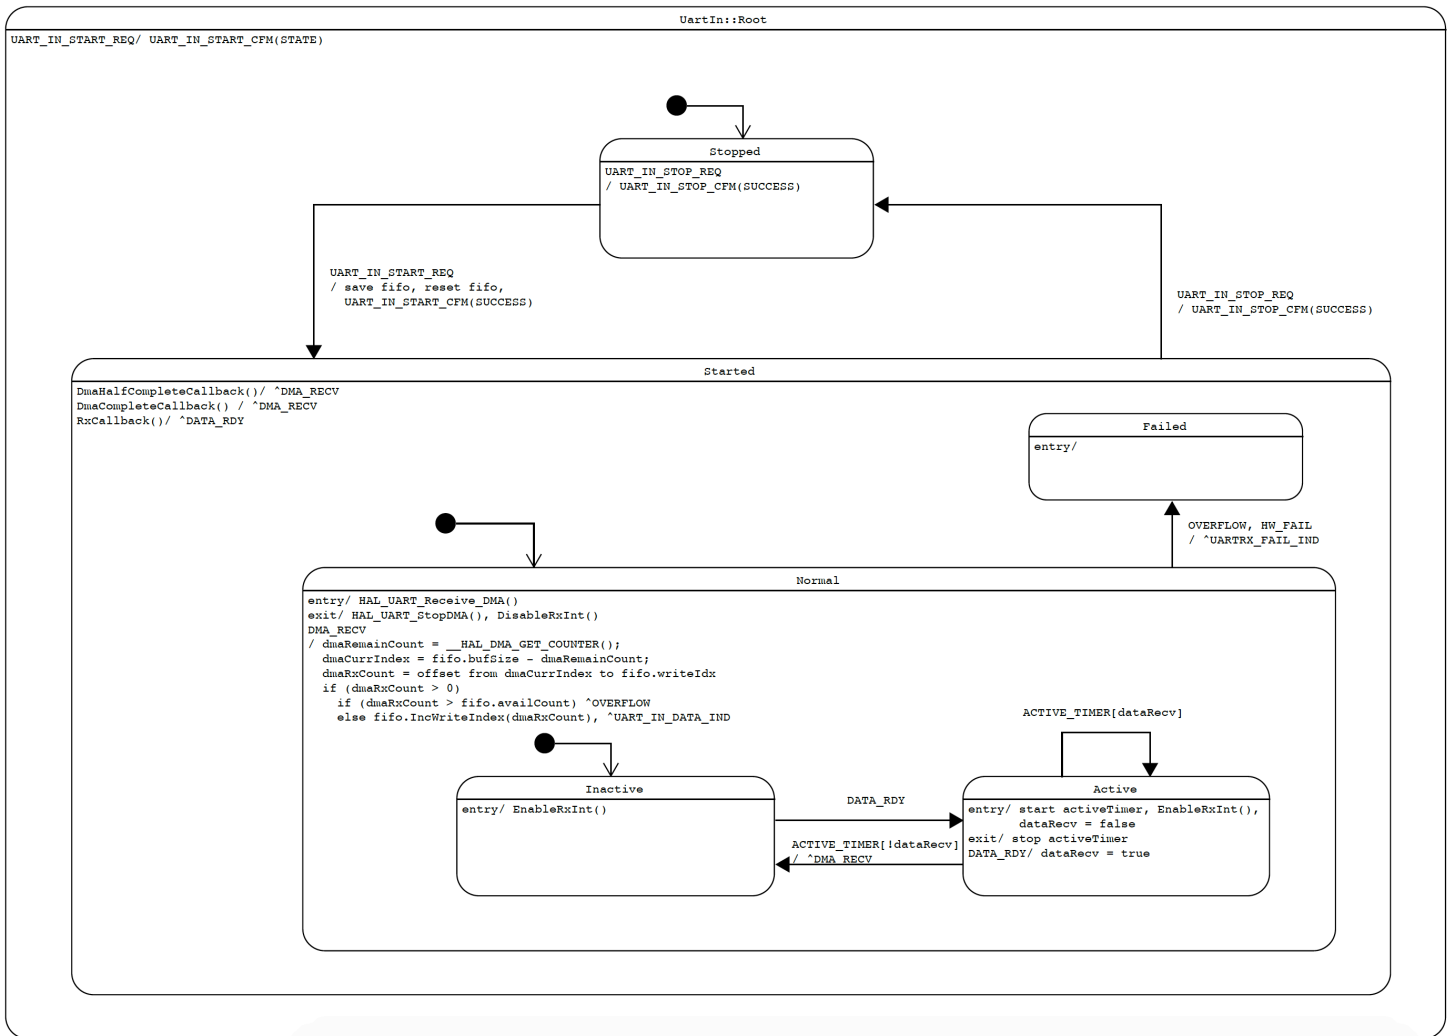 UartIn::Root
UART_IN_START_REQ/ UART_IN_START_CFM(STATE)
Stopped
UART_IN_STOP_REQ
/ UART_IN_STOP_CFM(SUCCESS)
UART_IN_START_REQ
/ save fifo, reset fifo,
UART_IN_START_CFM(SUCCESS)
UART_IN_STOP_REQ
/ UART_IN_STOP_CFM(SUCCESS)
Started
DmaHalfCompleteCallback()/ ^DMA_RECV
DmaCompleteCallback() / ^DMA_RECV
RxCallback()/ ^DATA_RDY
Failed
entry/
OVERFLOW, HW_FAIL
/ ^UARTRX_FAIL_IND
Normal
entry/ HAL_UART_Receive_DMA()
exit/ HAL_UART_StopDMA(), DisableRxInt()
DMA_RECV
/ dmaRemainCount = __HAL_DMA_GET_COUNTER();
dmaCurrIndex = fifo.bufSize - dmaRemainCount;
dmaRxCount = offset from dmaCurrIndex to fifo.writeIdx
if (dmaRxCount > 0)
if (dmaRxCount > fifo.availCount) ^OVERFLOW
else fifo.IncWriteIndex(dmaRxCount), ^UART_IN_DATA_IND
ACTIVE_TIMER[dataRecv]
Inactive
entry/ EnableRxInt()
DATA_RDY
ACTIVE_TIMER[!dataRecv]
/ ^DMA_RECV
Active
entry/ start activeTimer, EnableRxInt(),
dataRecv = false
exit/ stop activeTimer
DATA_RDY/ dataRecv = true